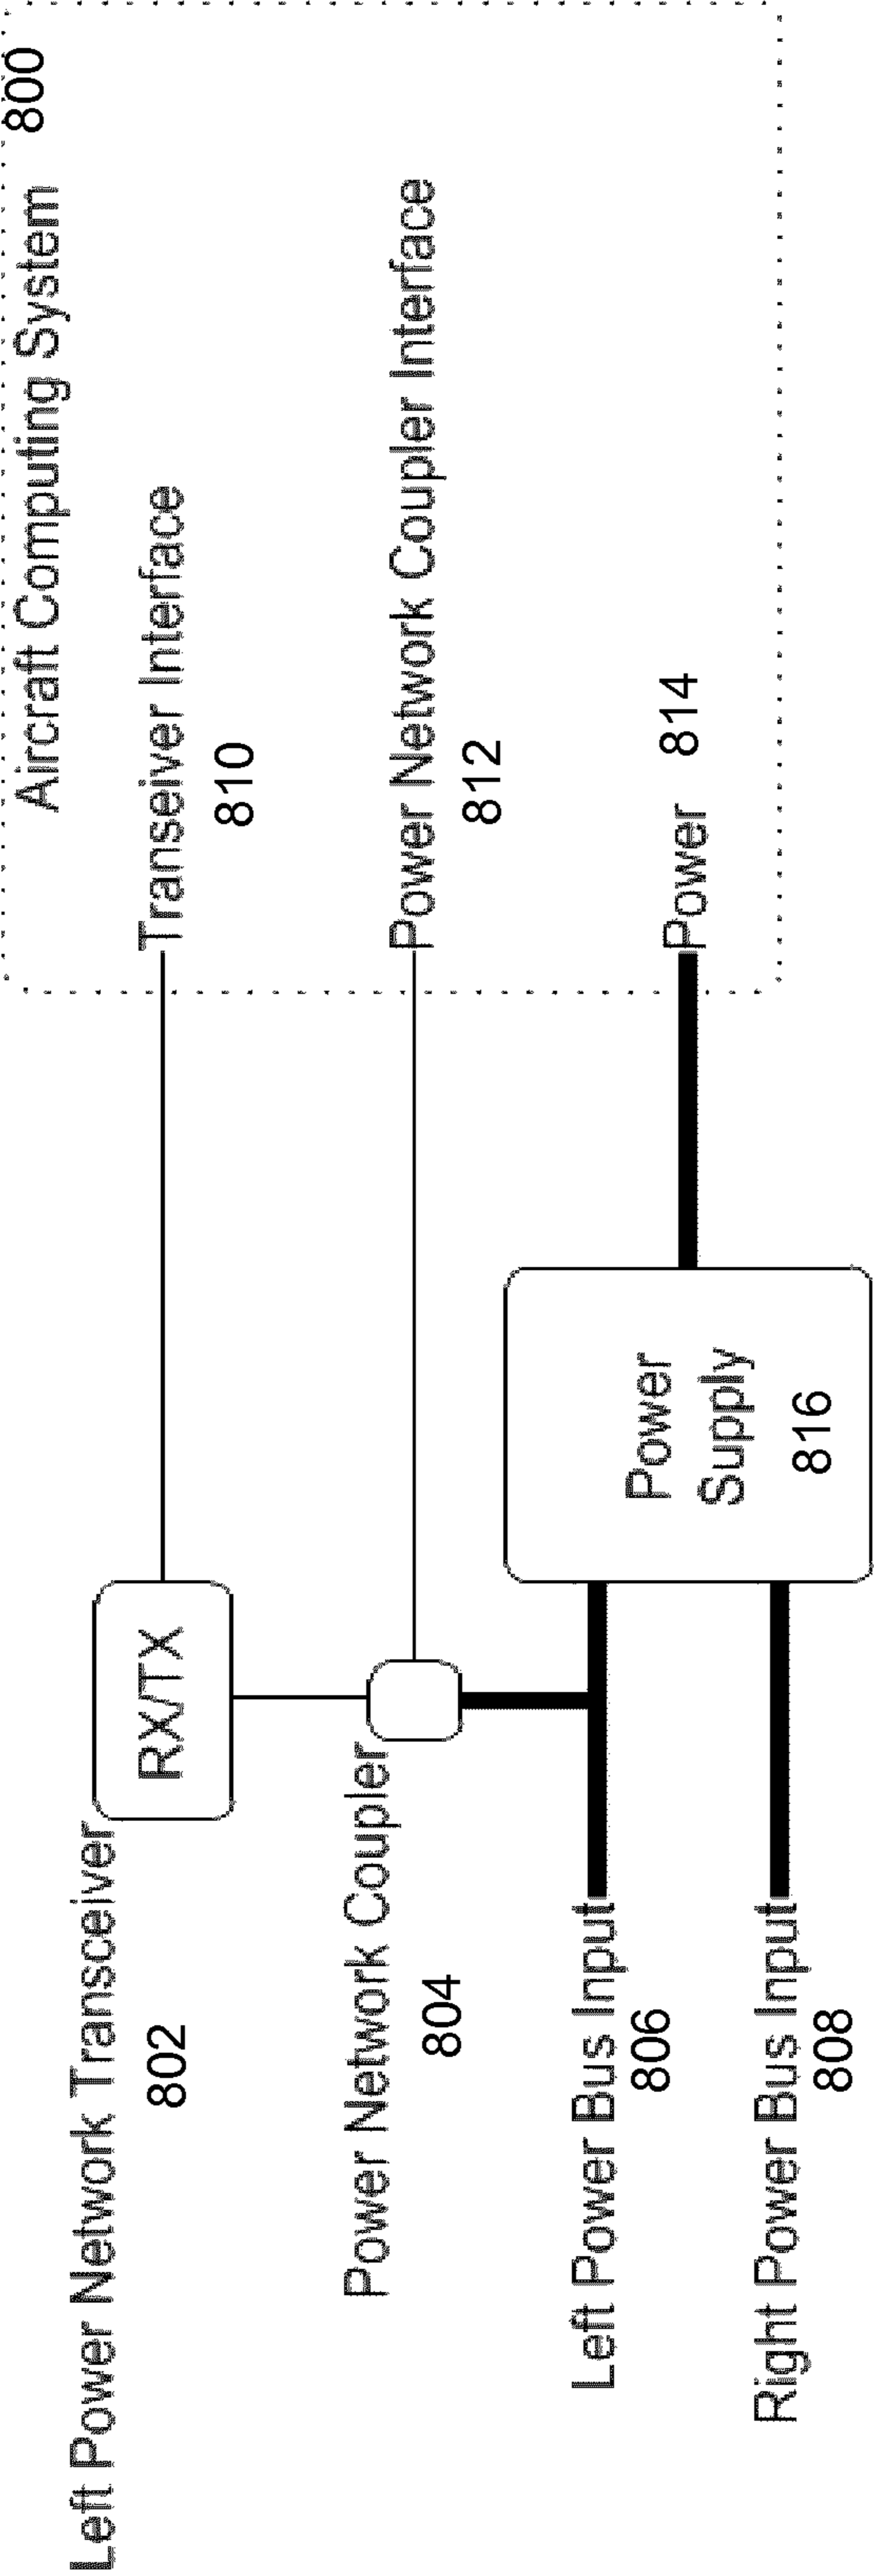 Aircraft Computing System 800
Left Power Network Transceiver
802
RX/TX
Transeiver Interface
810
Power Network Coupler
804
Power Network Coupler Interface
812
Left Power Bus Input
806
Right Power Bus Input
808
Power
Supply
816
Power 814